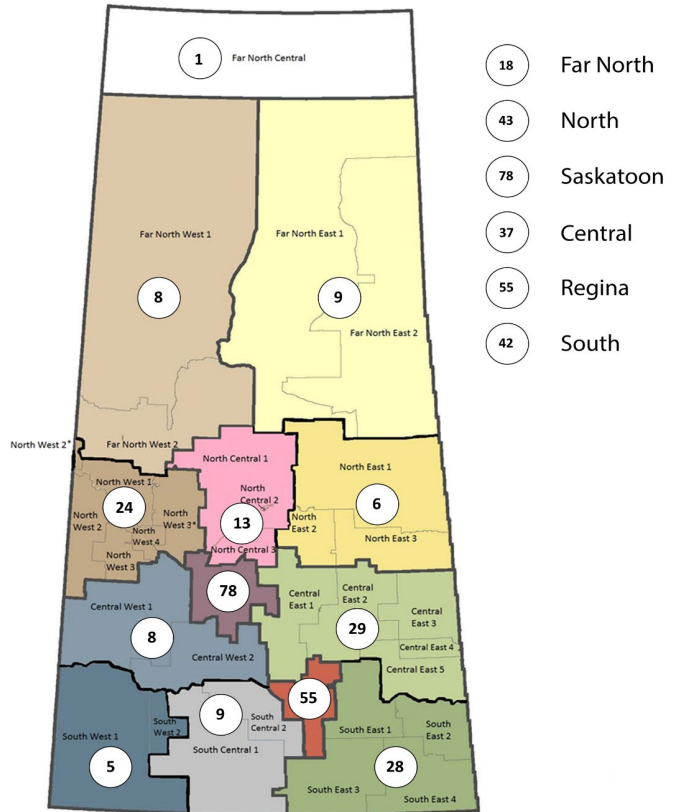 1
Far North Central
Far North West 1
8
Far North East 1
9
Far North East 2
North West 2*
Far North West 2
North West 1
24
North
West 2
North
West 3*
North
West 4
North
West 3
North Central 1
North
Central 2
13
North Central 3
North East 1
6
North
East 2
North East 3
78
Central West 1
8
Central West 2
Central
East 1
Central
East 2
Central
East 3
29
Central East 4
Central East 5
55
South West 1
South
West 2
5
9
South
Central 2
South Central 1
South East 1
South
East 2
28
South East 3
South East 4
18 Far North
43 North
78 Saskatoon
37 Central
55 Regina
42 South